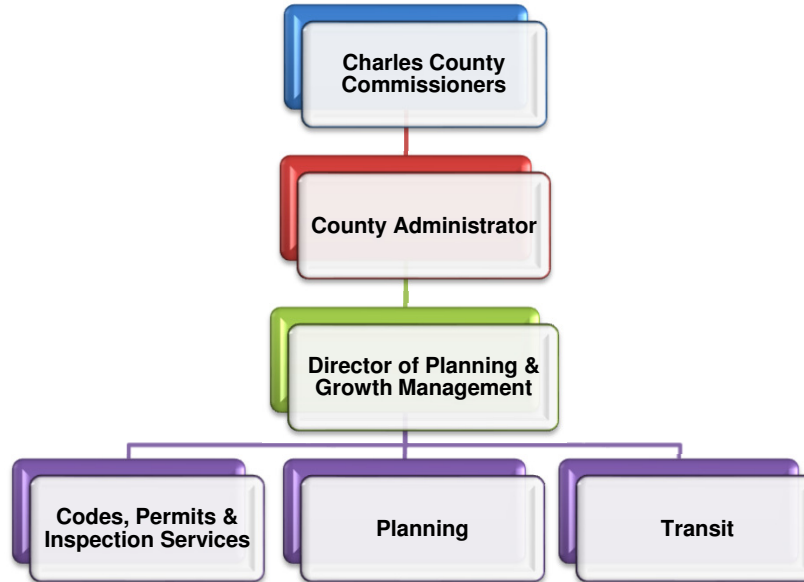 Charles County
Commissioners
County Administrator
Director of Planning &
Growth Management
Codes, Permits &
Inspection Services
Planning
Transit